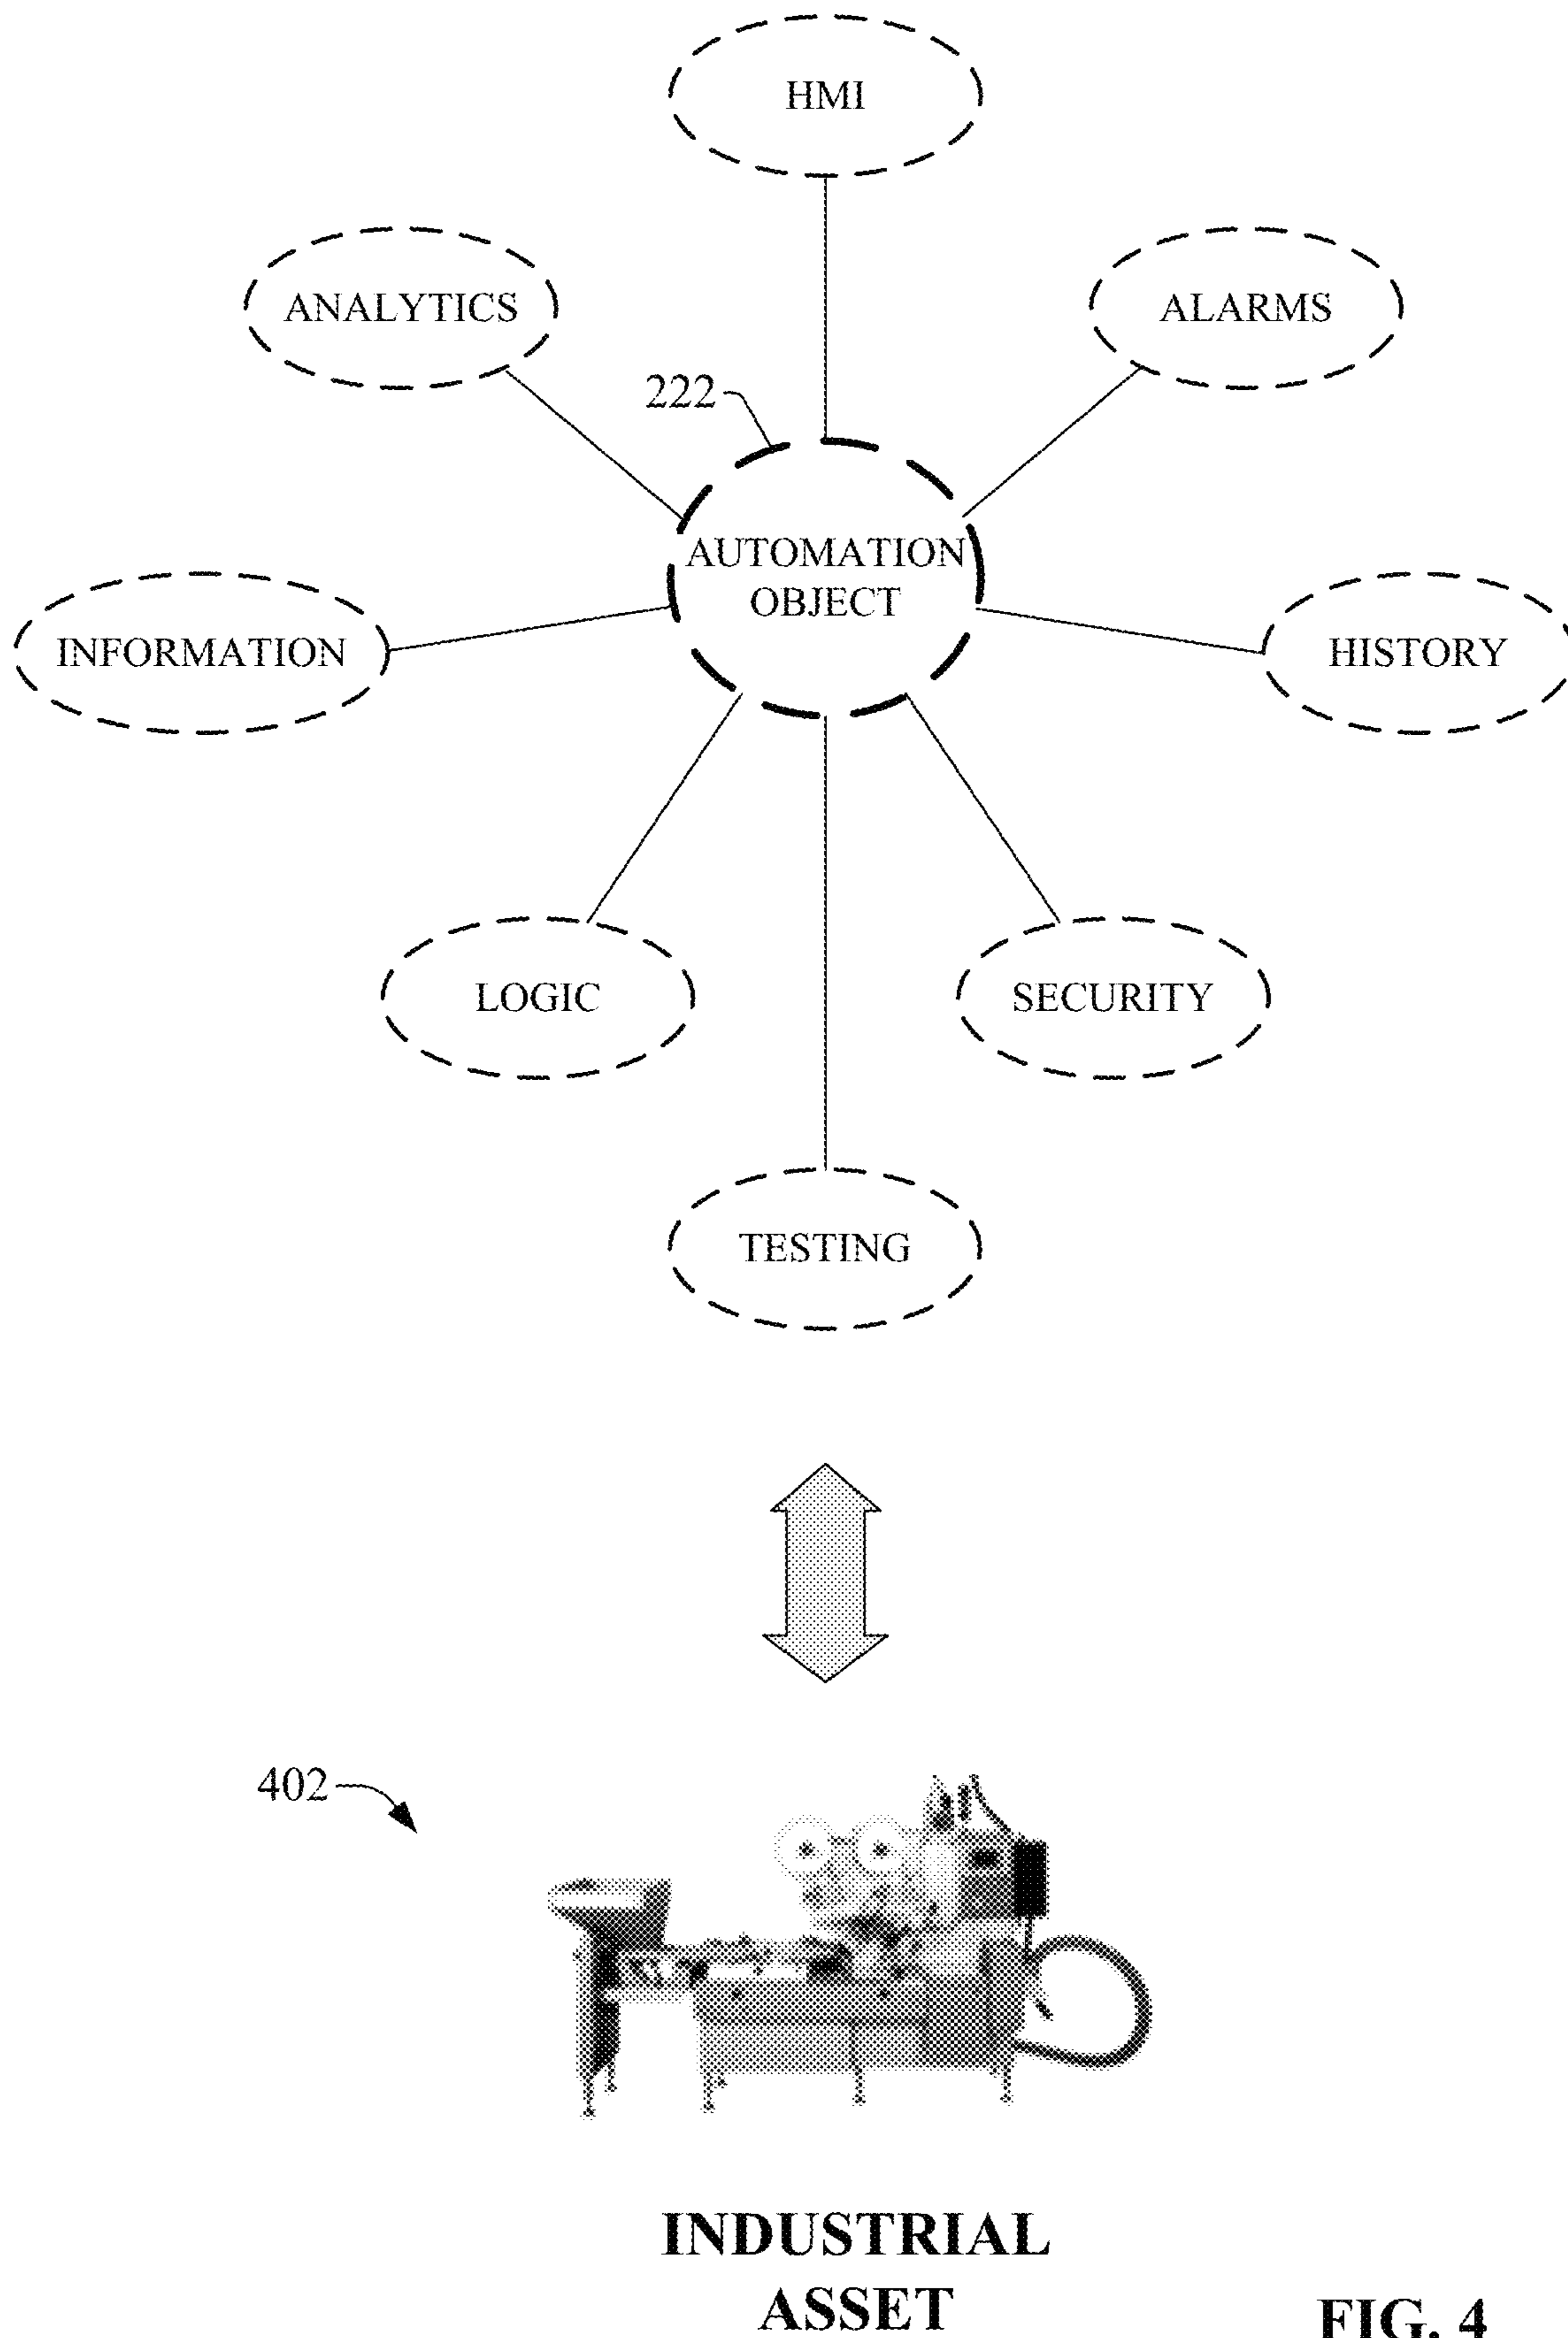 HMI
ANALYTICS
ALARMS
222
AUTOMATION
OBJECT
INFORMATION
HISTORY
LOGIC
SECURITY
TESTING
402
INDUSTRIAL
ASSET
FIG. 4